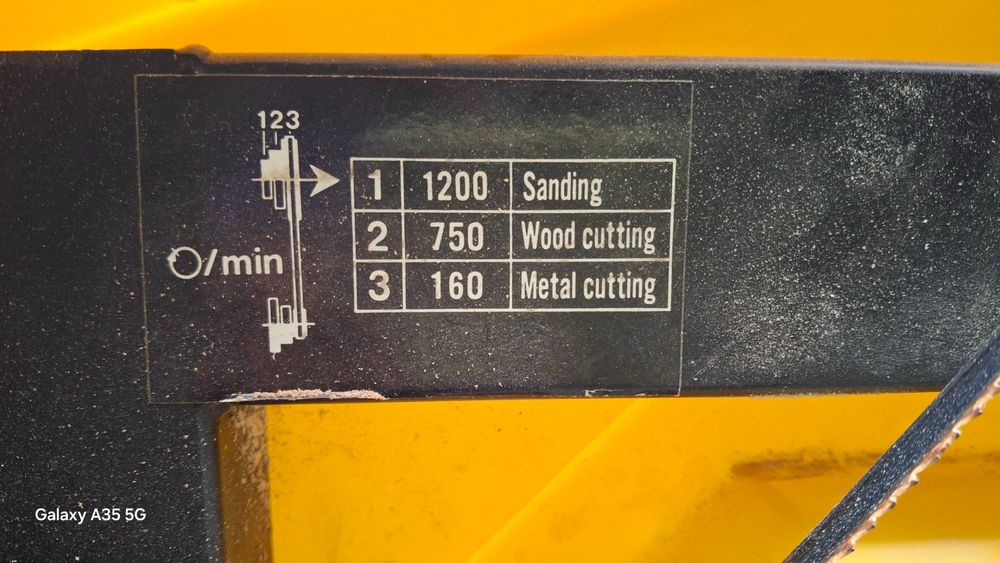 123
1 1200 Sanding
2 750 Wood cutting
/min
3 160 Metal cutting
Galaxy A35 5G